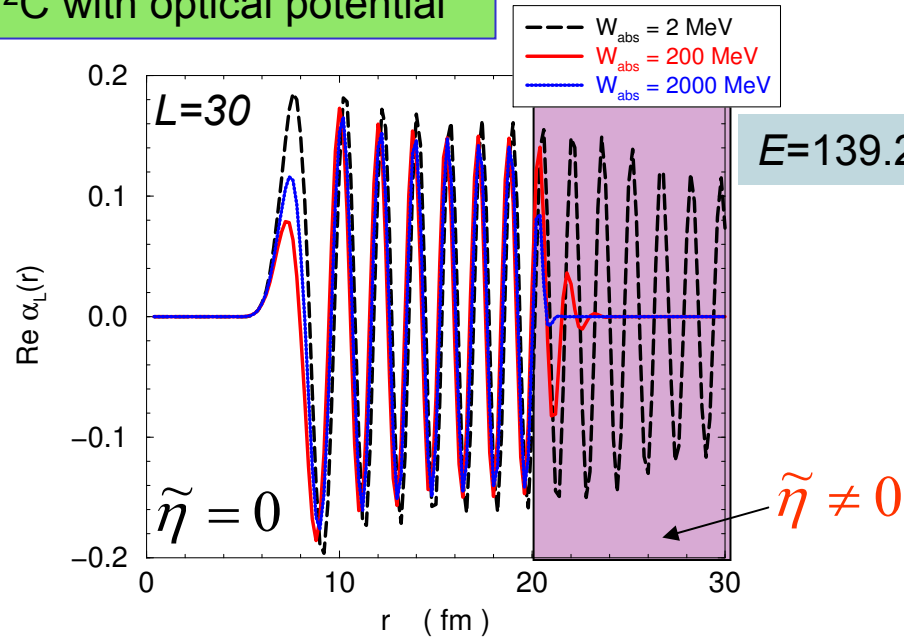 ²C with optical potential
W_abs = 2 MeV
W_abs = 200 MeV
W_abs = 2000 MeV
L=30
E=139.2
0.2
0.1
0.0
−0.1
−0.2
Re α_L(r)
η̃ = 0
η̃ ≠ 0
0 10 20 30
r ( fm )